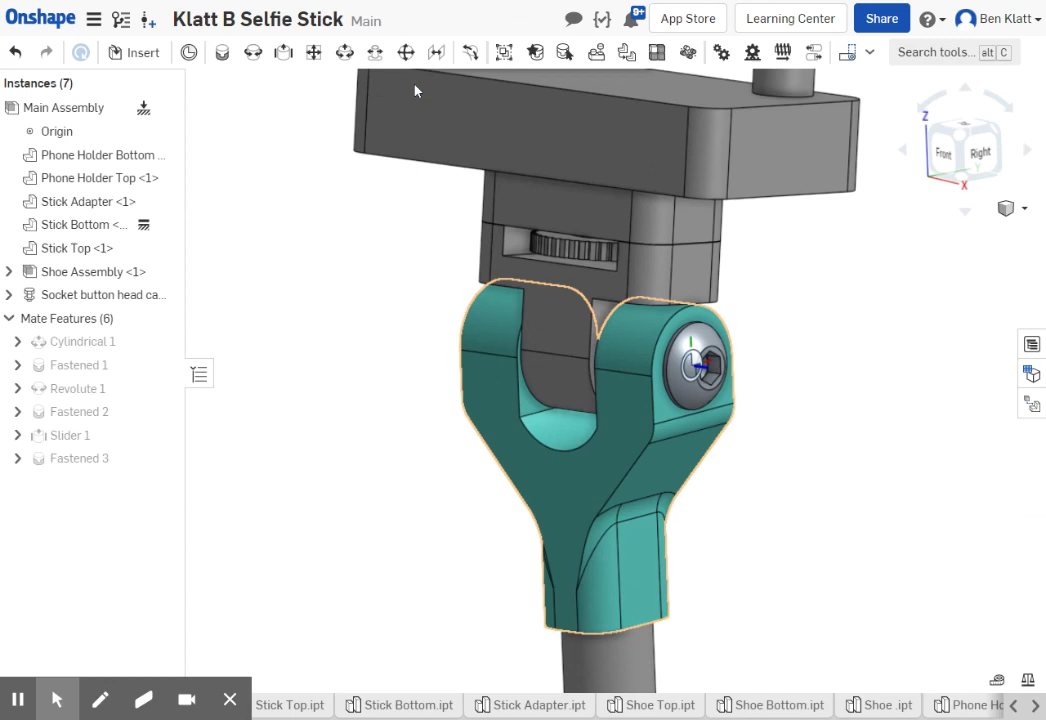 Onshape Klatt B Selfie Stick Main 9+ App Store Learning Center Share Ben Klatt
Insert Search tools... alt C
Instances (7)
Main Assembly
Origin
Phone Holder Bottom ...
Phone Holder Top <1>
Stick Adapter <1>
Stick Bottom <...
Stick Top <1>
Shoe Assembly <1>
Socket button head ca...
Mate Features (6)
Cylindrical 1
Fastened 1
Revolute 1
Fastened 2
Slider 1
Fastened 3
Z
Front Right
Y
X
Stick Top.ipt Stick Bottom.ipt Stick Adapter.ipt Shoe Top.ipt Shoe Bottom.ipt Shoe .ipt Phone Ho